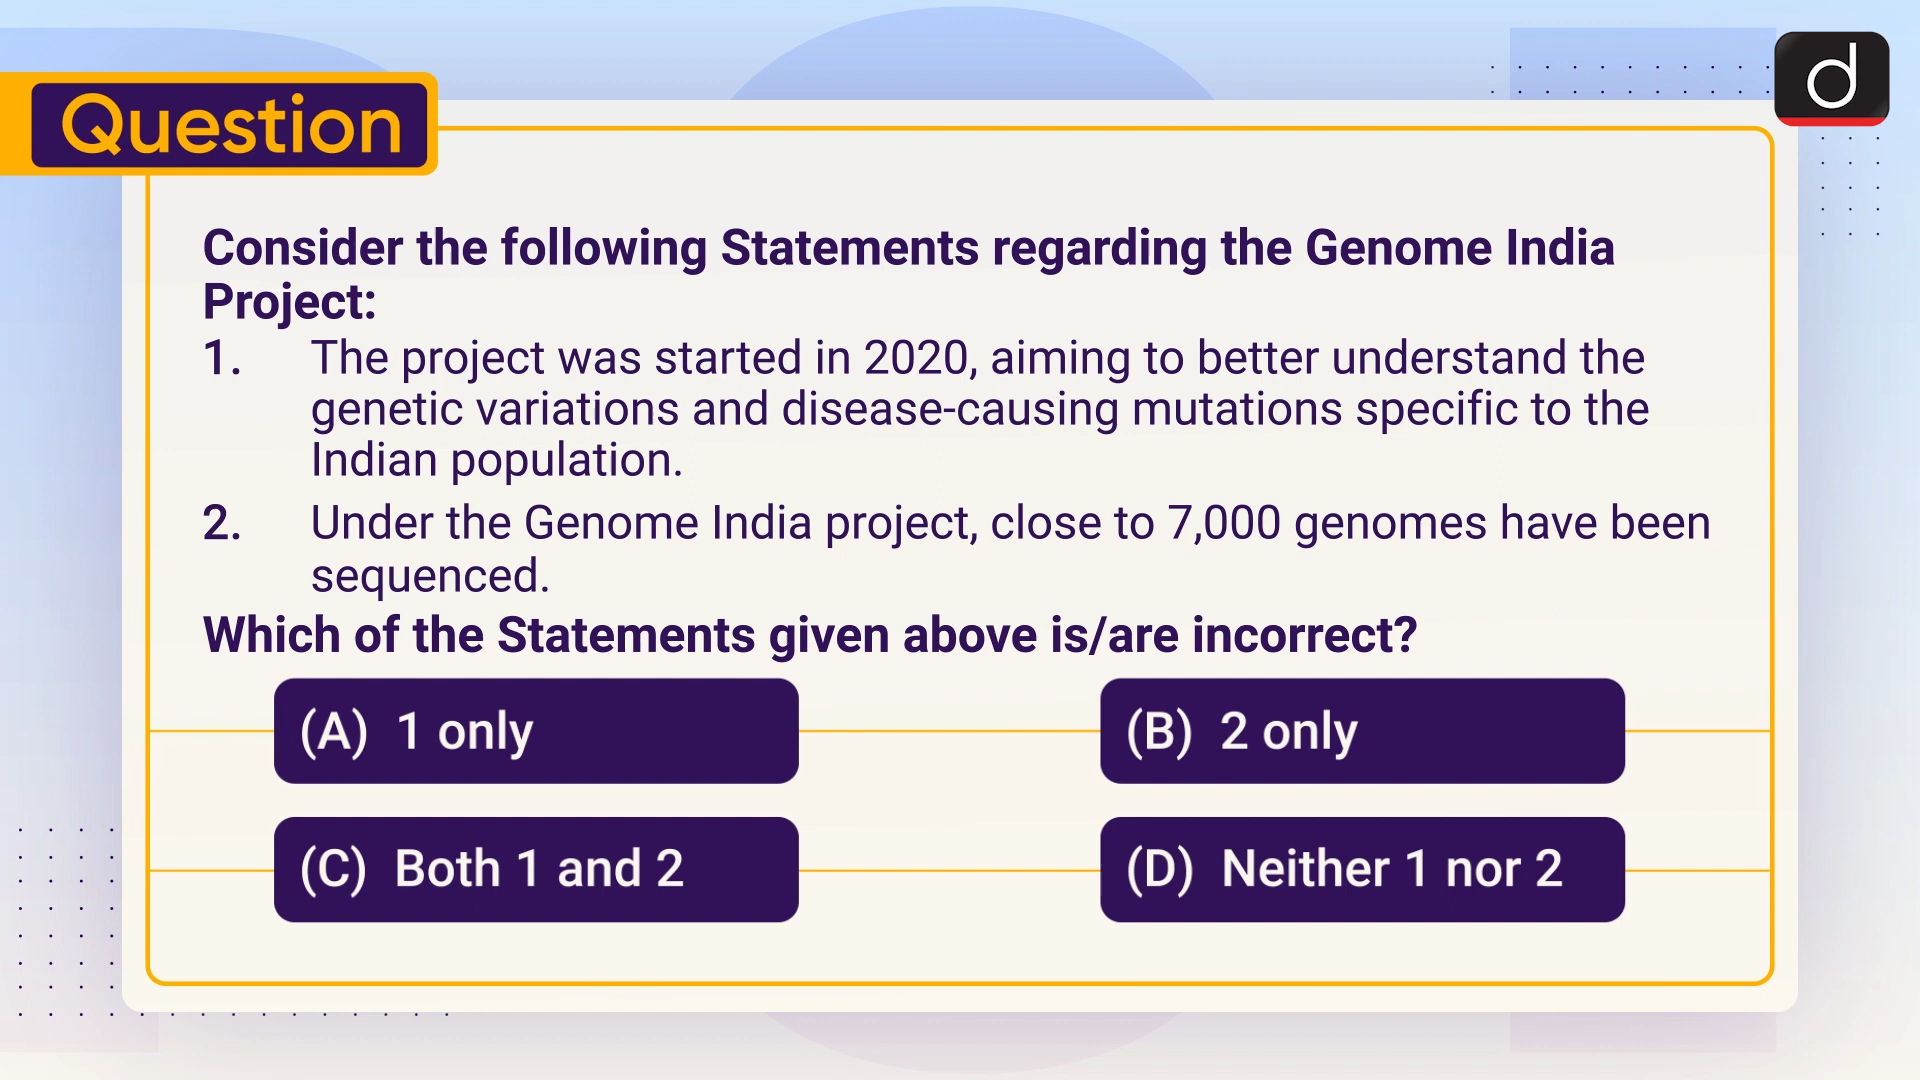 Question
Consider the following Statements regarding the Genome India
Project:
1. The project was started in 2020, aiming to better understand the
genetic variations and disease-causing mutations specific to the
Indian population.
2. Under the Genome India project, close to 7,000 genomes have been
sequenced.
Which of the Statements given above is/are incorrect?
(A) 1 only
(B) 2 only
(C) Both 1 and 2
(D) Neither 1 nor 2
d